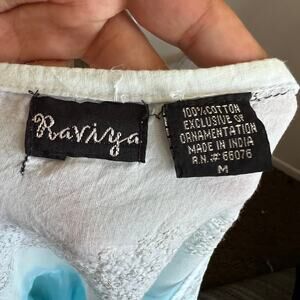 Raviya
100% COTTON
EXCLUSIVE OF
ORNAMENTATION
MADE IN INDIA
R.N.# 66076
M